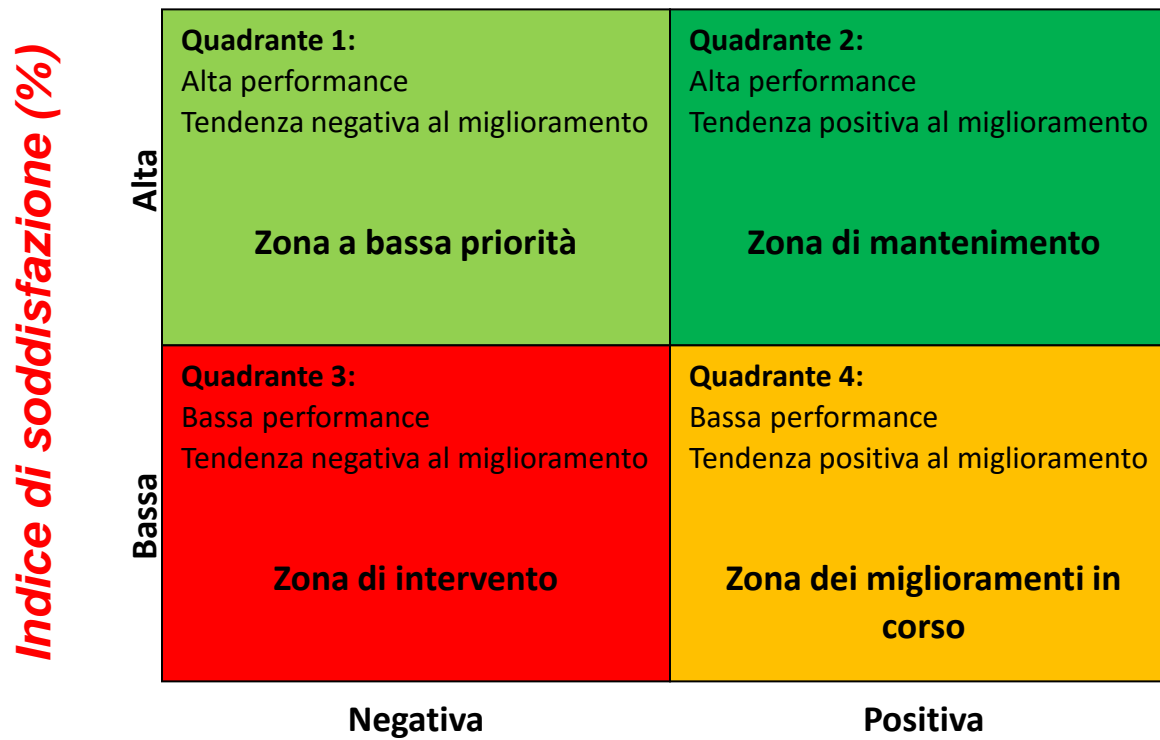 Indice di soddisfazione (%)
Alta
Bassa
Quadrante 1:
Alta performance
Tendenza negativa al miglioramento
Zona a bassa priorità
Quadrante 2:
Alta performance
Tendenza positiva al miglioramento
Zona di mantenimento
Quadrante 3:
Bassa performance
Tendenza negativa al miglioramento
Zona di intervento
Quadrante 4:
Bassa performance
Tendenza positiva al miglioramento
Zona dei miglioramenti in
corso
Negativa
Positiva